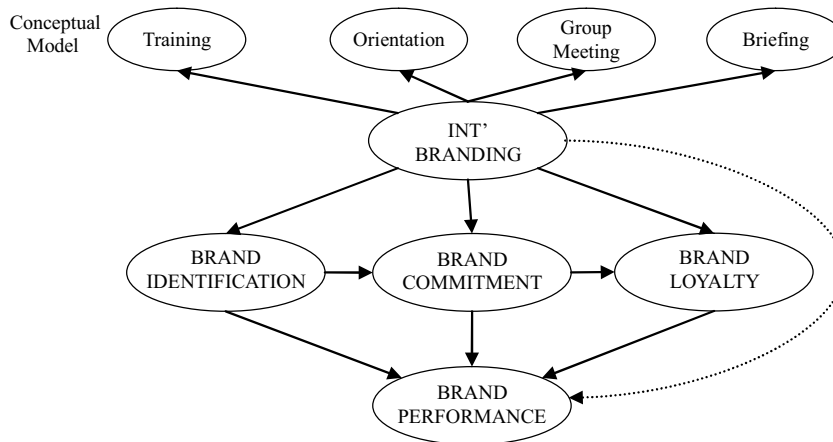 Conceptual
Model
Training
Orientation
Group
Meeting
Briefing
INT’
BRANDING
BRAND
IDENTIFICATION
BRAND
COMMITMENT
BRAND
LOYALTY
BRAND
PERFORMANCE